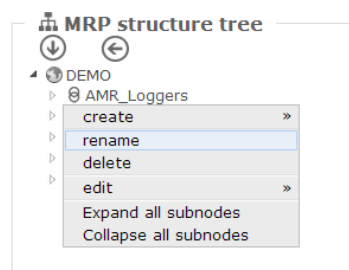 MRP structure tree
DEMO
AMR_Loggers
create »
rename
delete
edit »
Expand all subnodes
Collapse all subnodes